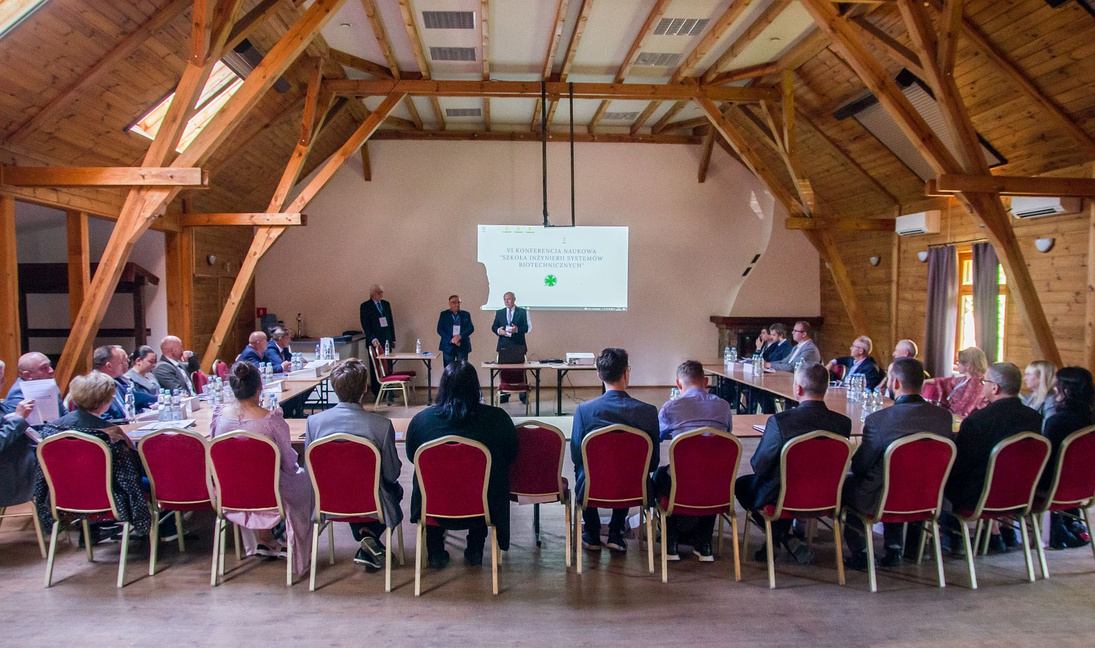 VI KONFERENCJA NAUKOWA
"SZKOŁA INŻYNIERII SYSTEMÓW
BIOTECHNICZNYCH"